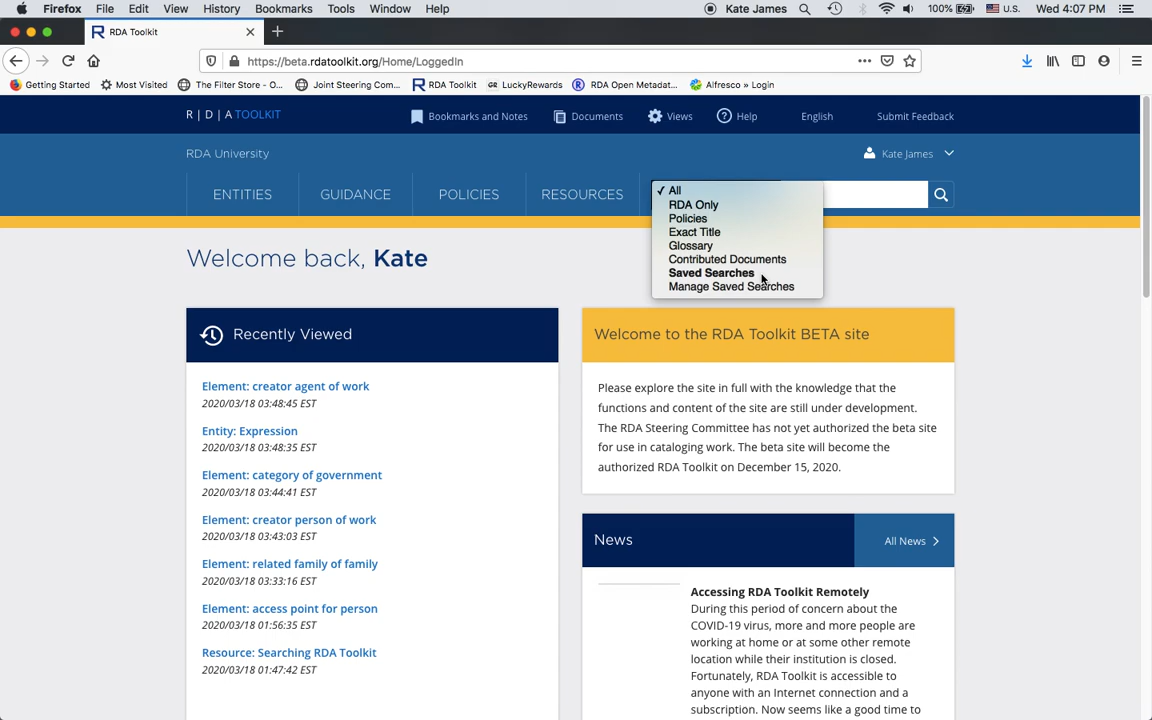 Firefox File Edit View History Bookmarks Tools Window Help Kate James 100% U.S. Wed 4:07 PM
RDA Toolkit
https://beta.rdatoolkit.org/Home/LoggedIn
Getting Started Most Visited The Filter Store - O... Joint Steering Com... RDA Toolkit GR LuckyRewards RDA Open Metadat... Alfresco » Login
R | D | A TOOLKIT Bookmarks and Notes Documents Views Help English Submit Feedback
RDA University Kate James
ENTITIES GUIDANCE POLICIES RESOURCES
✓ All
RDA Only
Policies
Exact Title
Glossary
Contributed Documents
Saved Searches
Manage Saved Searches
Welcome back, Kate
Recently Viewed
Element: creator agent of work
2020/03/18 03:48:45 EST
Entity: Expression
2020/03/18 03:48:35 EST
Element: category of government
2020/03/18 03:44:41 EST
Element: creator person of work
2020/03/18 03:43:03 EST
Element: related family of family
2020/03/18 03:33:16 EST
Element: access point for person
2020/03/18 01:56:35 EST
Resource: Searching RDA Toolkit
2020/03/18 01:47:42 EST
Welcome to the RDA Toolkit BETA site
Please explore the site in full with the knowledge that the
functions and content of the site are still under development.
The RDA Steering Committee has not yet authorized the beta site
for use in cataloging work. The beta site will become the
authorized RDA Toolkit on December 15, 2020.
News All News
Accessing RDA Toolkit Remotely
During this period of concern about the
COVID-19 virus, more and more people are
working at home or at some other remote
location while their institution is closed.
Fortunately, RDA Toolkit is accessible to
anyone with an Internet connection and a
subscription. Now seems like a good time to